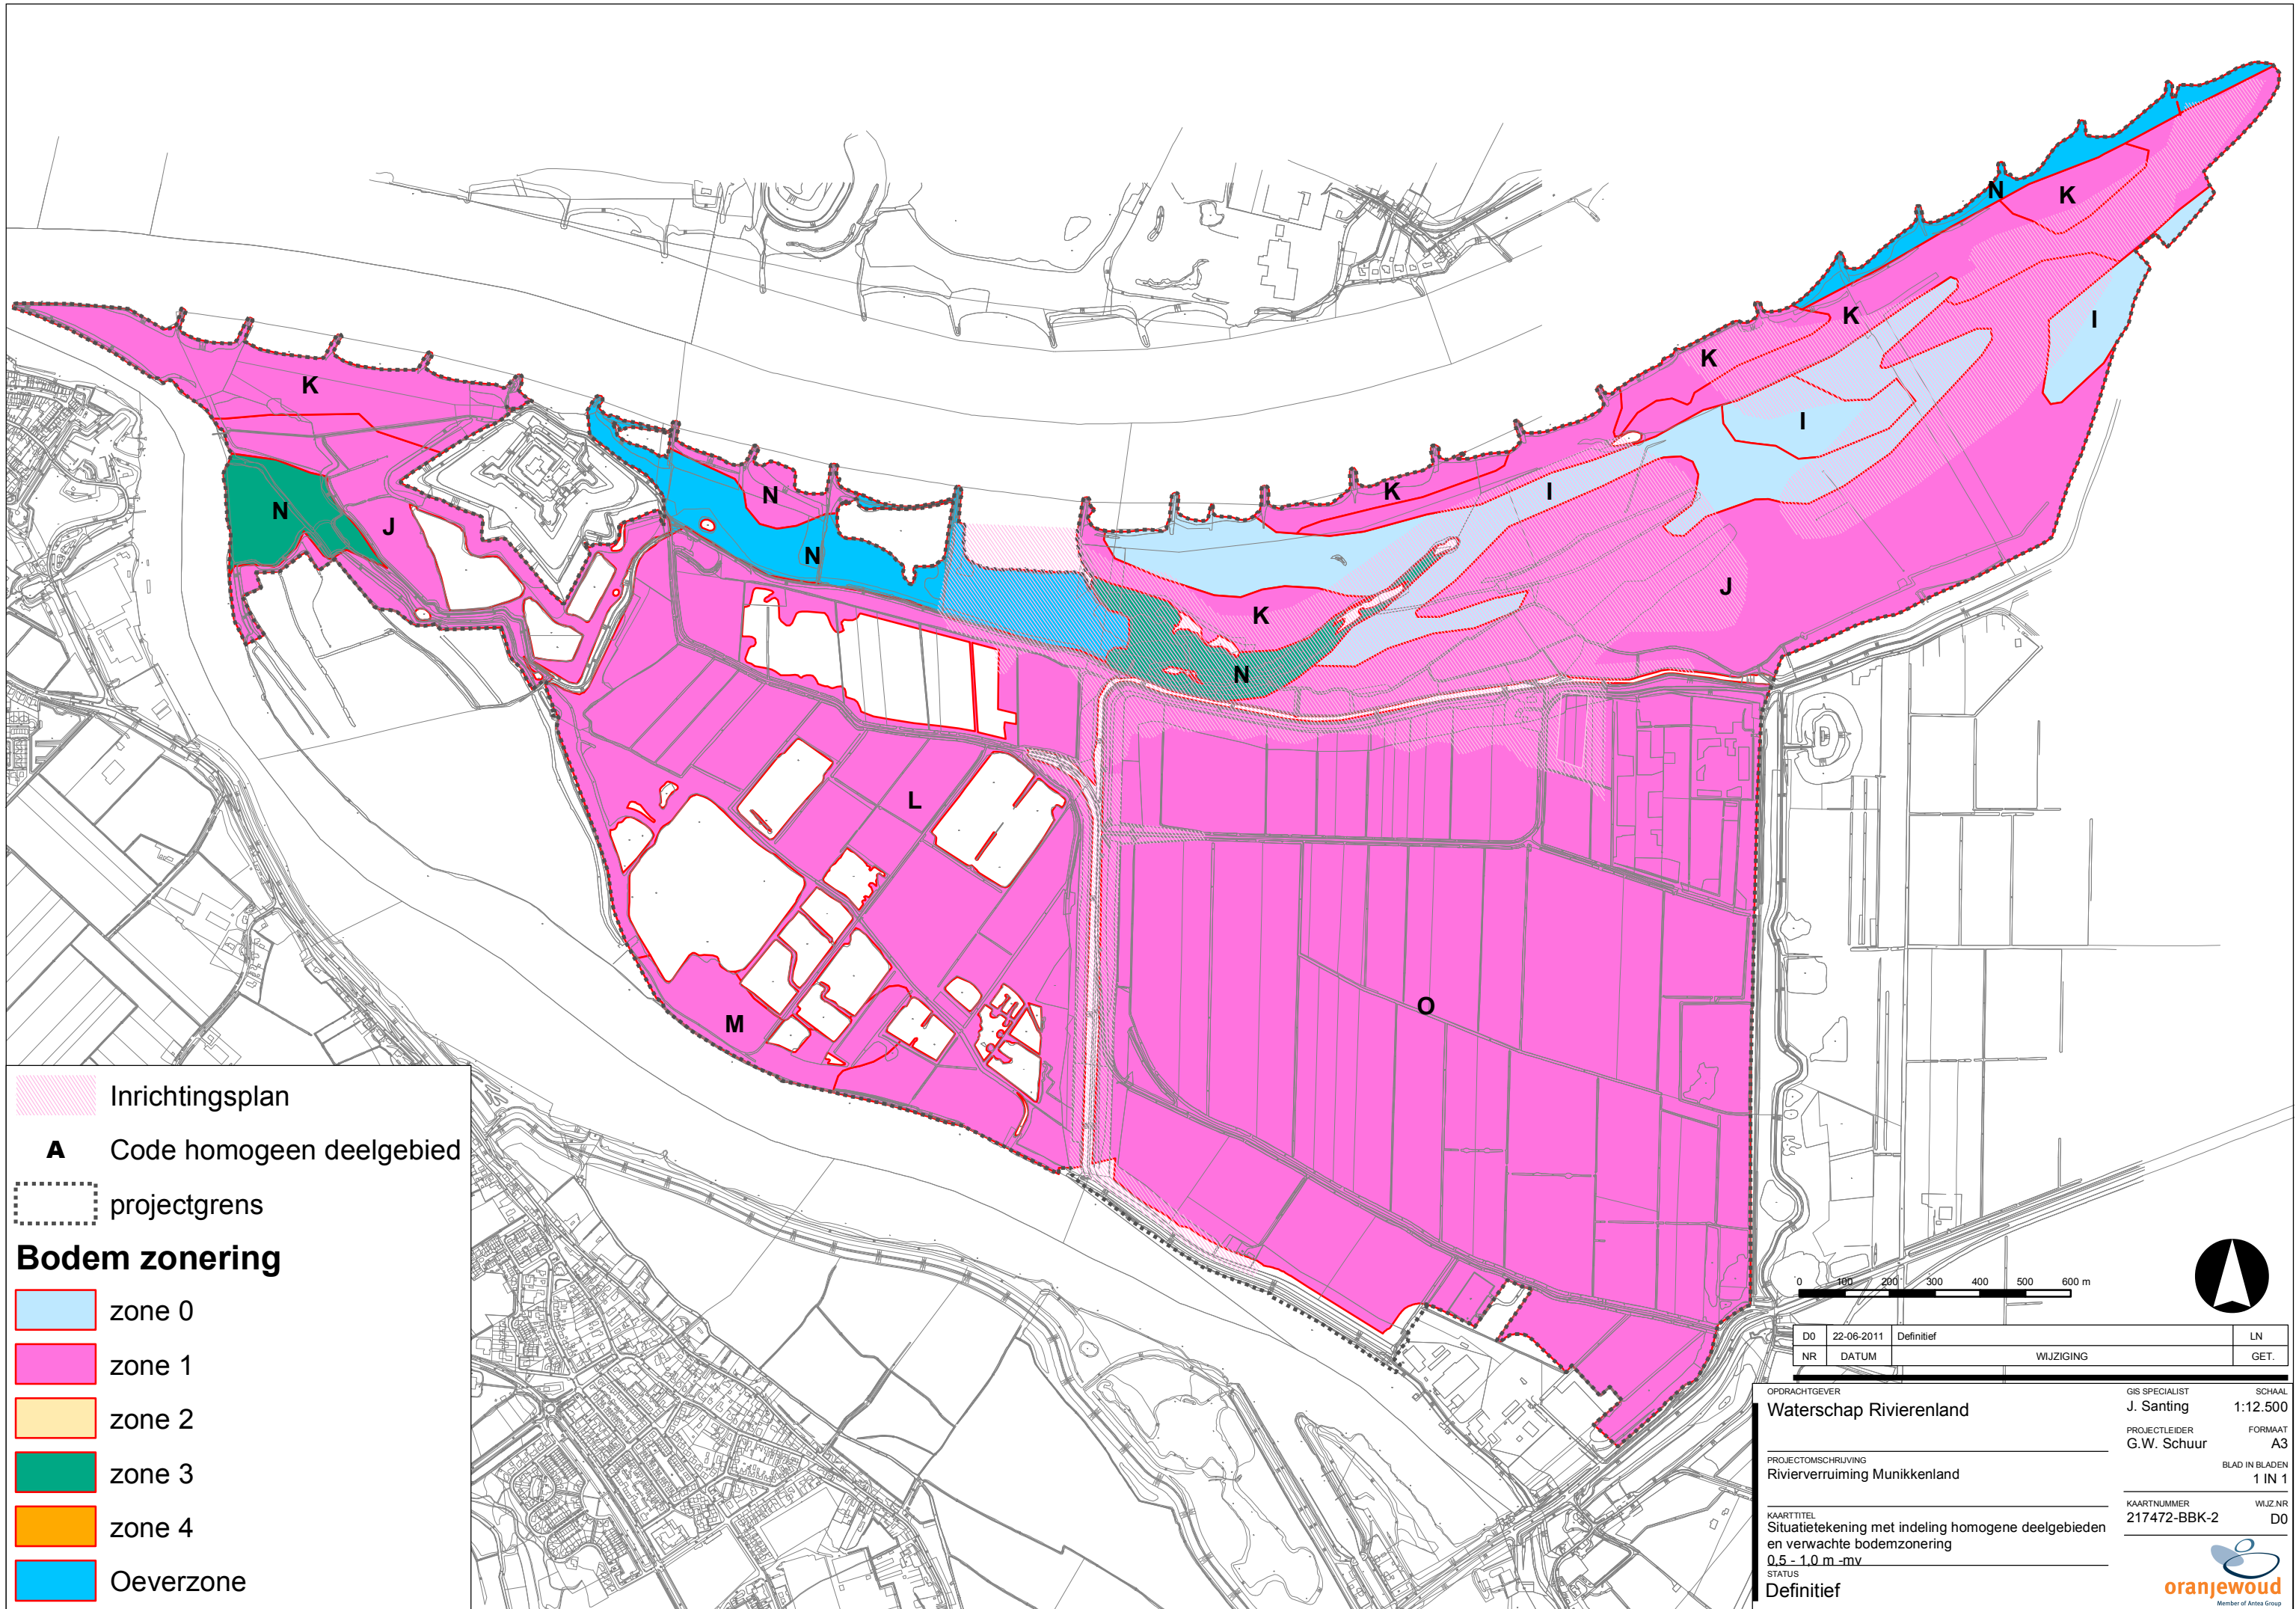 N
K
I
K
K
K
I
N
K
I
N
J
N
K
J
K
N
L
O
M
Inrichtingsplan
A Code homogeen deelgebied
projectgrens
Bodem zonering
zone 0
zone 1
zone 2
zone 3
zone 4
Oeverzone
0 100 200 300 400 500 600 m
D0 22-06-2011 Definitief LN
NR DATUM WIJZIGING GET.
OPDRACHTGEVER
Waterschap Rivierenland
GIS SPECIALIST SCHAAL
J. Santing 1:12.500
PROJECTLEIDER FORMAAT
G.W. Schuur A3
PROJECTOMSCHRIJVING
Rivierverruiming Munikkenland
BLAD IN BLADEN
1 IN 1
KAARTNUMMER WIJZ.NR
217472-BBK-2 D0
KAARTTITEL
Situatietekening met indeling homogene deelgebieden
en verwachte bodemzonering
0,5 - 1,0 m -mv
STATUS
Definitief
oranjewoud
Member of Antea Group